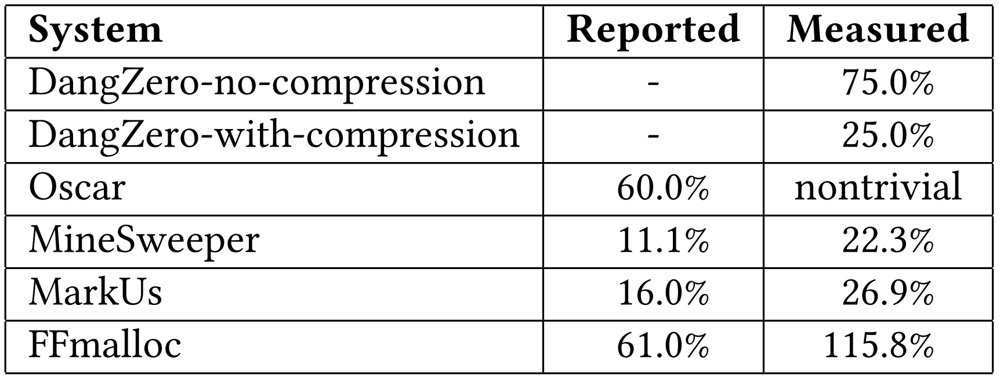 System Reported Measured
DangZero-no-compression - 75.0%
DangZero-with-compression - 25.0%
Oscar 60.0% nontrivial
MineSweeper 11.1% 22.3%
MarkUs 16.0% 26.9%
FFmalloc 61.0% 115.8%